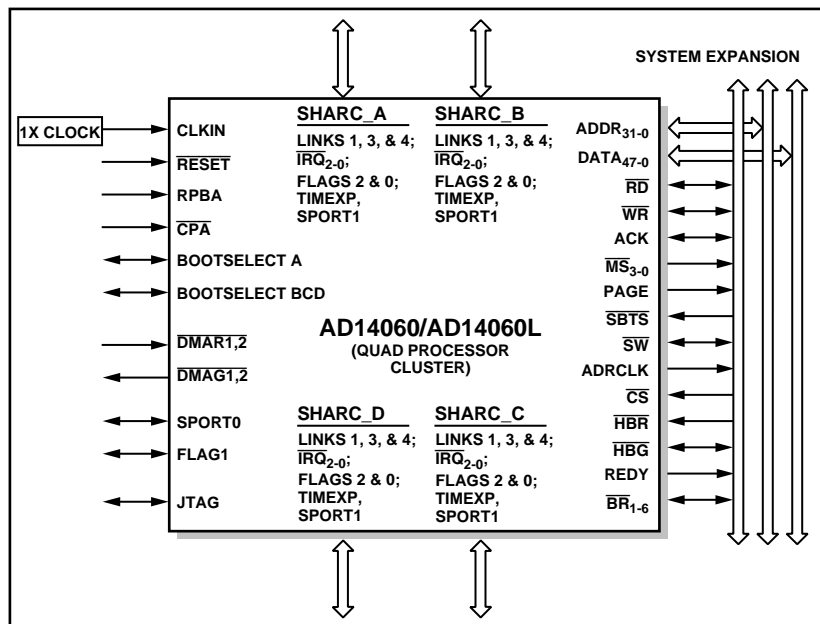 SYSTEM EXPANSION
1X CLOCK
CLKIN
RESET
RPBA
CPA
BOOTSELECT A
BOOTSELECT BCD
DMAR1,2
DMAG1,2
SPORT0
FLAG1
JTAG
SHARC_A
LINKS 1, 3, & 4;
IRQ2-0;
FLAGS 2 & 0;
TIMEXP,
SPORT1
SHARC_B
LINKS 1, 3, & 4;
IRQ2-0;
FLAGS 2 & 0;
TIMEXP,
SPORT1
AD14060/AD14060L
(QUAD PROCESSOR
CLUSTER)
SHARC_D
LINKS 1, 3, & 4;
IRQ2-0;
FLAGS 2 & 0;
TIMEXP,
SPORT1
SHARC_C
LINKS 1, 3, & 4;
IRQ2-0;
FLAGS 2 & 0;
TIMEXP,
SPORT1
ADDR31-0
DATA47-0
RD
WR
ACK
MS3-0
PAGE
SBTS
SW
ADRCLK
CS
HBR
HBG
REDY
BR1-6